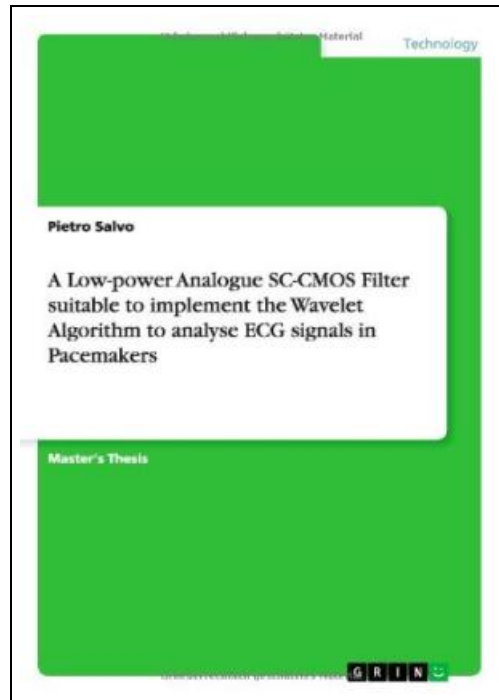 Technology
Pietro Salvo
A Low-power Analogue SC-CMOS Filter
suitable to implement the Wavelet
Algorithm to analyse ECG signals in
Pacemakers
Master's Thesis
G R I N